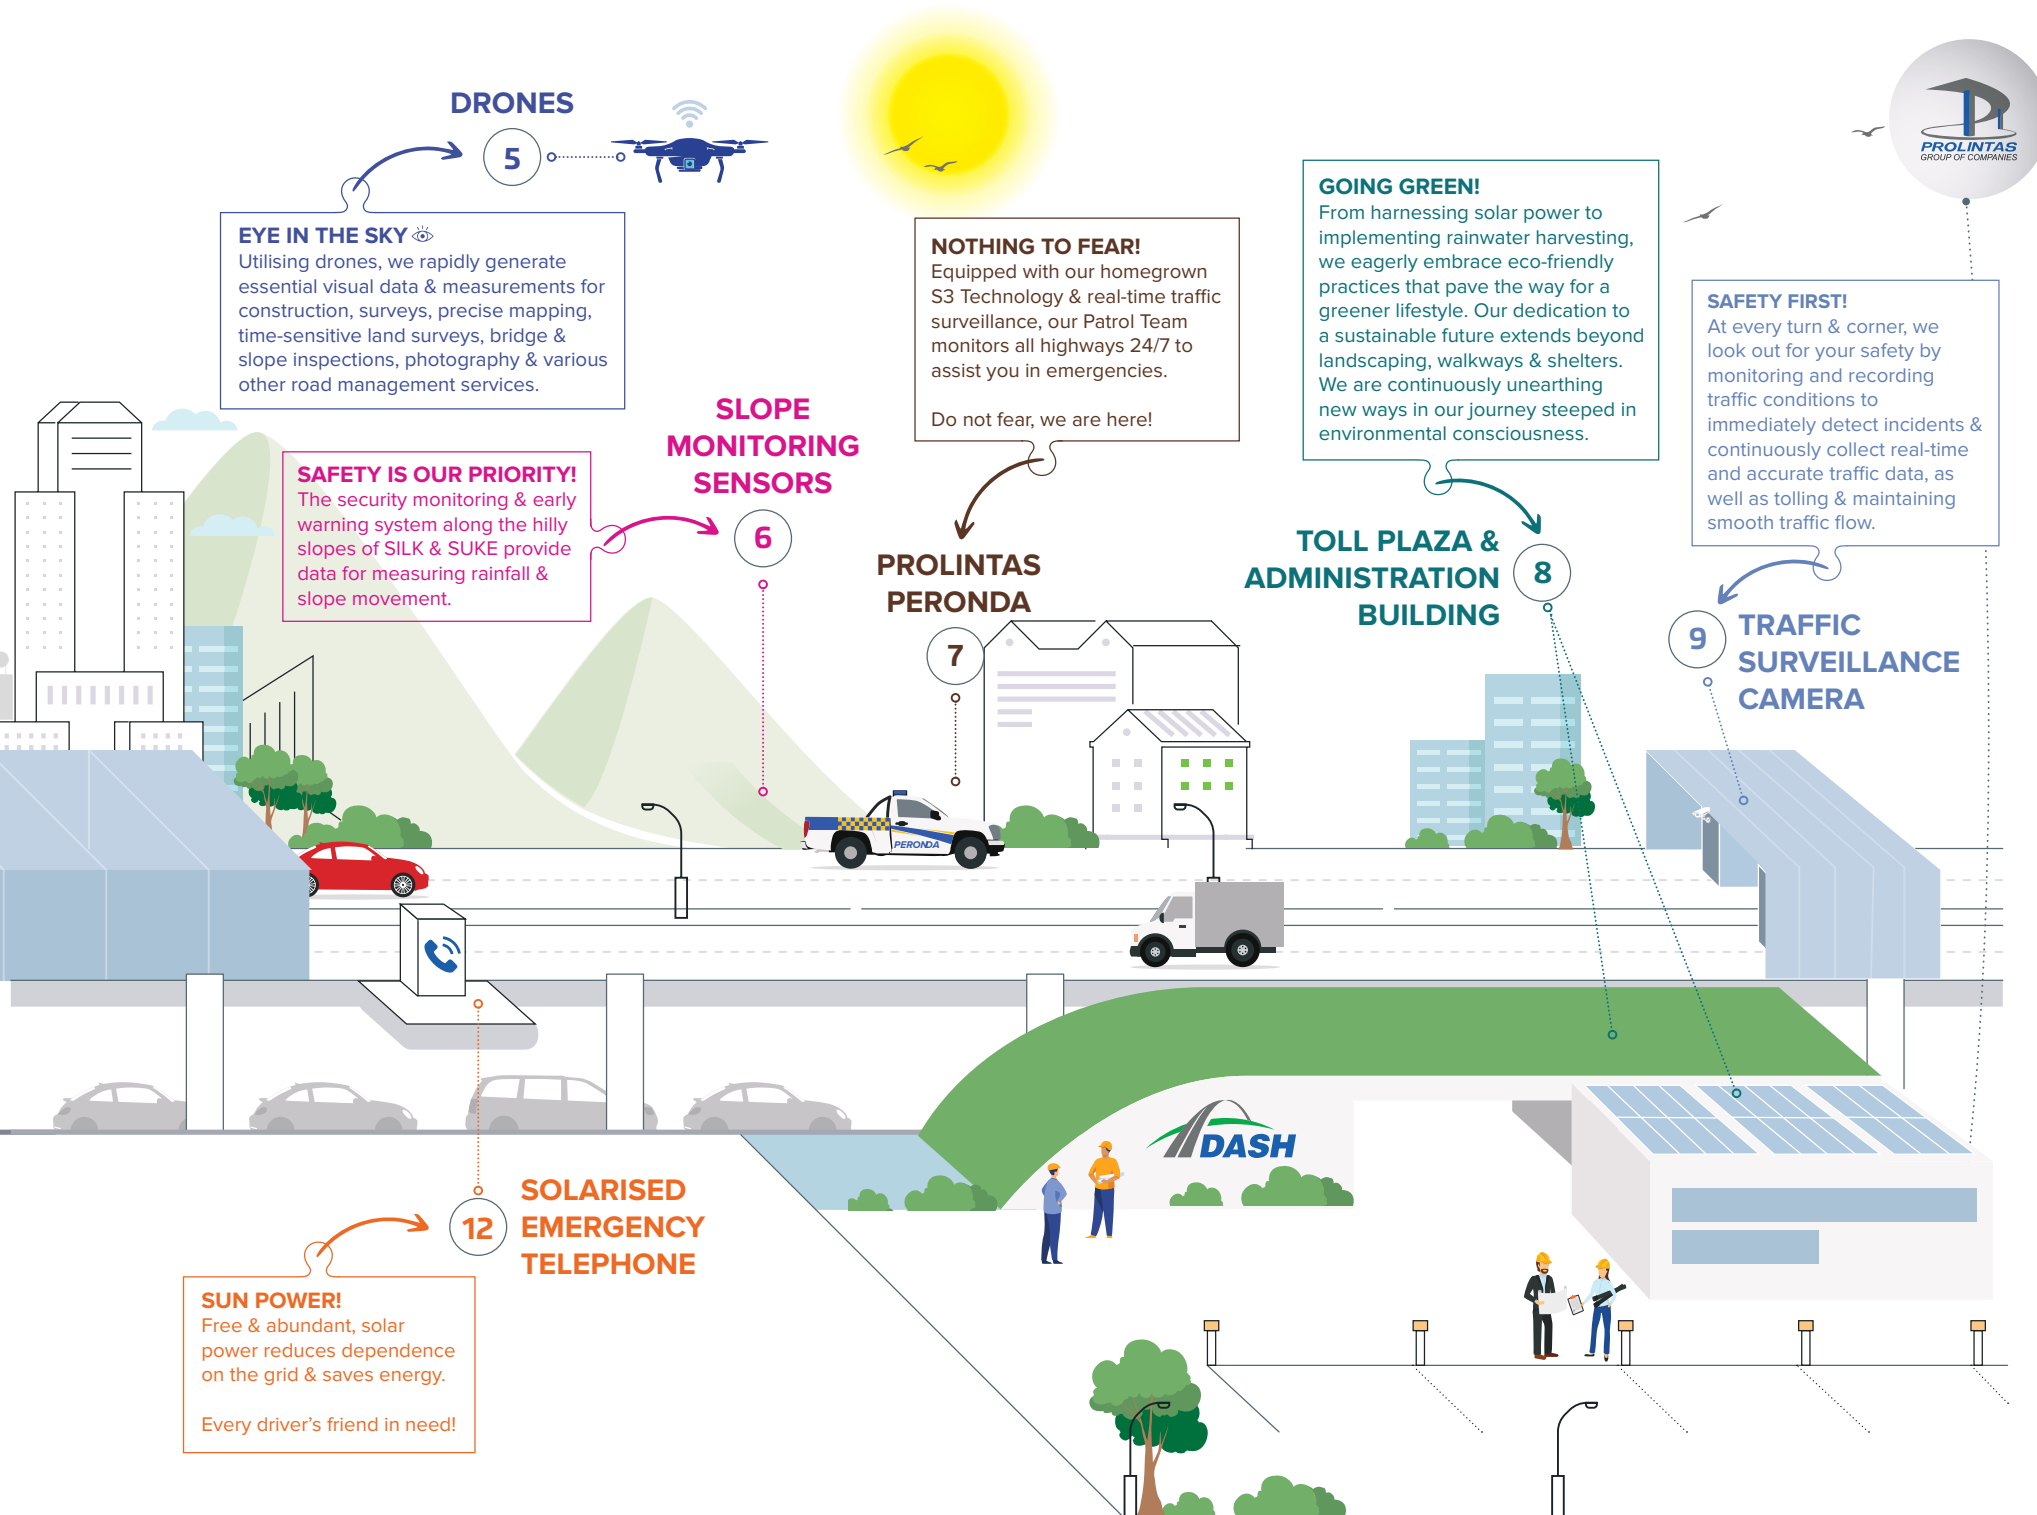 DRONES
5
EYE IN THE SKY
Utilising drones, we rapidly generate
essential visual data & measurements for
construction, surveys, precise mapping,
time-sensitive land surveys, bridge &
slope inspections, photography & various
other road management services.
SAFETY IS OUR PRIORITY!
The security monitoring & early
warning system along the hilly
slopes of SILK & SUKE provide
data for measuring rainfall &
slope movement.
SLOPE
MONITORING
SENSORS
6
NOTHING TO FEAR!
Equipped with our homegrown
S3 Technology & real-time traffic
surveillance, our Patrol Team
monitors all highways 24/7 to
assist you in emergencies.
Do not fear, we are here!
PROLINTAS
PERONDA
7
GOING GREEN!
From harnessing solar power to
implementing rainwater harvesting,
we eagerly embrace eco-friendly
practices that pave the way for a
greener lifestyle. Our dedication to
a sustainable future extends beyond
landscaping, walkways & shelters.
We are continuously unearthing
new ways in our journey steeped in
environmental consciousness.
TOLL PLAZA &
ADMINISTRATION
BUILDING
8
PROLINTAS
GROUP OF COMPANIES
SAFETY FIRST!
At every turn & corner, we
look out for your safety by
monitoring and recording
traffic conditions to
immediately detect incidents &
continuously collect real-time
and accurate traffic data, as
well as tolling & maintaining
smooth traffic flow.
9
TRAFFIC
SURVEILLANCE
CAMERA
PERONDA
DASH
12
SOLARISED
EMERGENCY
TELEPHONE
SUN POWER!
Free & abundant, solar
power reduces dependence
on the grid & saves energy.
Every driver's friend in need!